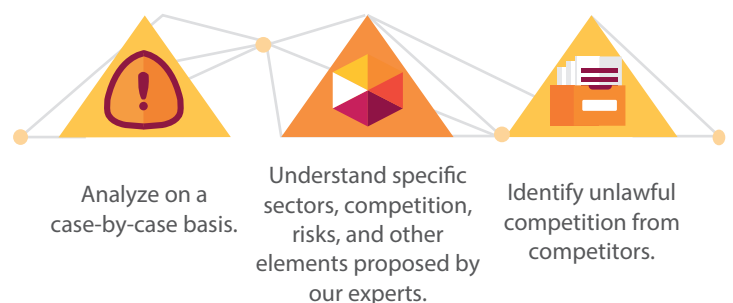 Analyze on a
case-by-case basis.
Understand specific
sectors, competition,
risks, and other
elements proposed by
our experts.
Identify unlawful
competition from
competitors.